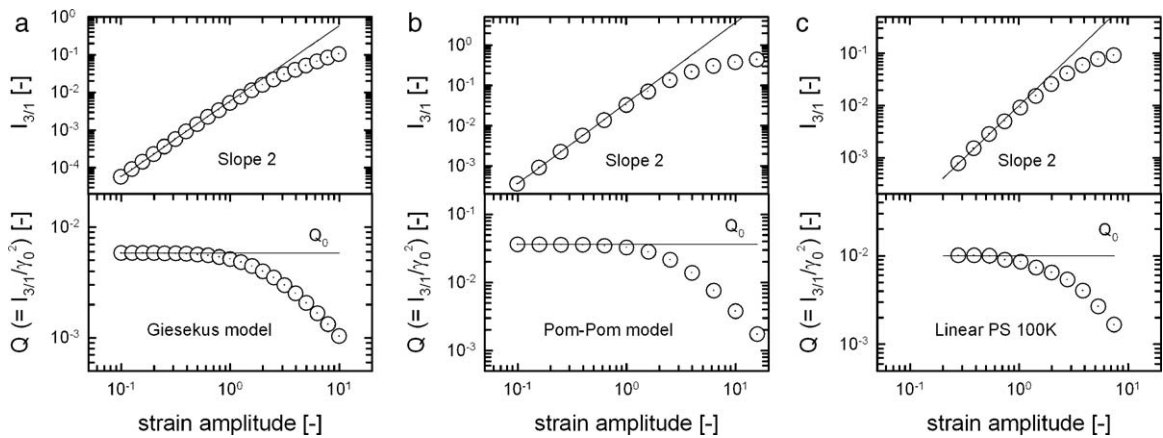 a
10⁰
10⁻¹
10⁻²
10⁻³
10⁻⁴
I₃/₁ [-]
Slope 2
10⁻²
10⁻³
Q (= I₃/₁/γ₀²) [-]
Q₀
Giesekus model
10⁻¹ 10⁰ 10¹
strain amplitude [-]
b
10⁰
10⁻¹
10⁻²
10⁻³
I₃/₁ [-]
Slope 2
10⁻¹
10⁻²
10⁻³
Q (= I₃/₁/γ₀²) [-]
Q₀
Pom-Pom model
10⁻¹ 10⁰ 10¹
strain amplitude [-]
c
10⁰
10⁻¹
10⁻²
10⁻³
I₃/₁ [-]
Slope 2
10⁻²
10⁻³
Q (= I₃/₁/γ₀²) [-]
Q₀
Linear PS 100K
10⁻¹ 10⁰ 10¹
strain amplitude [-]